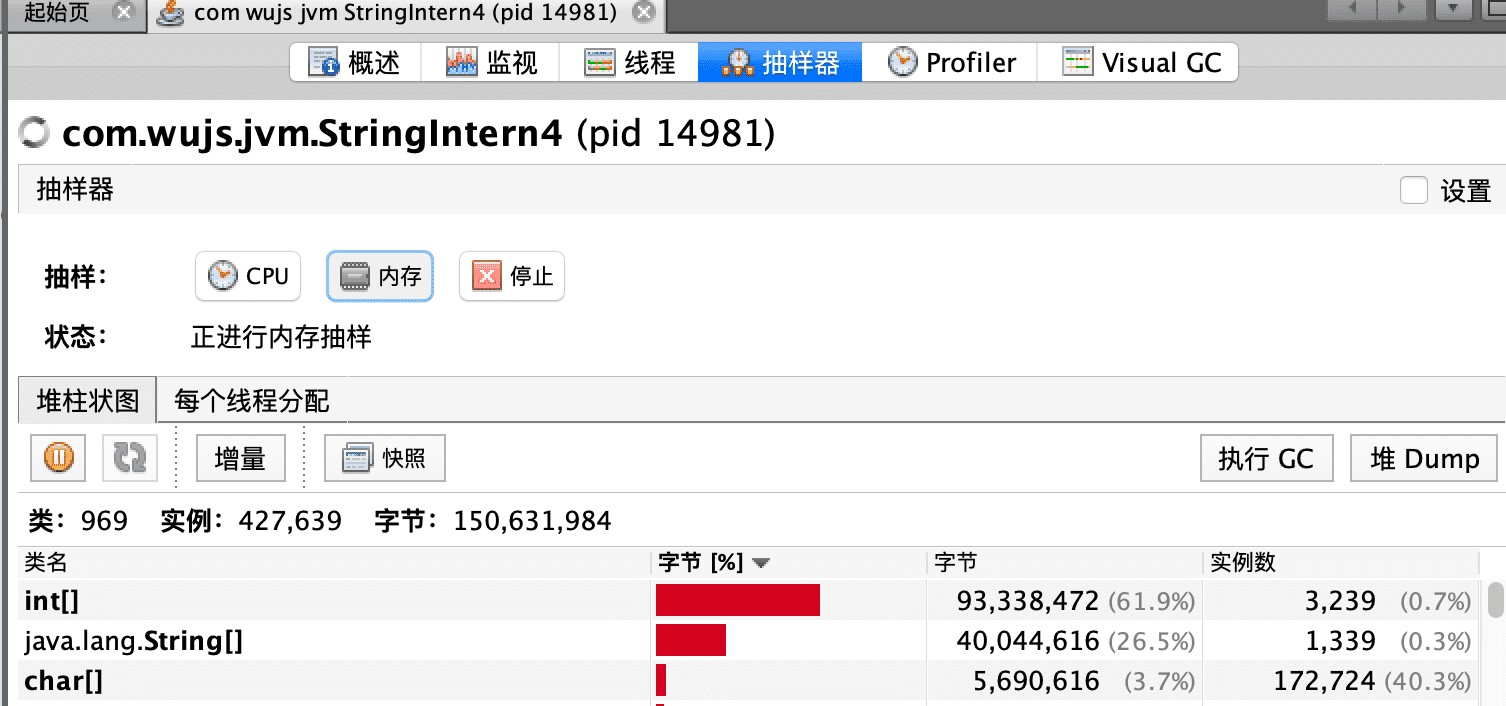 起始页 com wujs jvm StringIntern4 (pid 14981)
概述 监视 线程 抽样器 Profiler Visual GC
com.wujs.jvm.StringIntern4 (pid 14981)
抽样器 设置
抽样： CPU 内存 停止
状态： 正进行内存抽样
堆柱状图 每个线程分配
增量 快照 执行 GC 堆 Dump
类：969 实例：427,639 字节：150,631,984
类名 字节 [%] 字节 实例数
int[] 93,338,472 (61.9%) 3,239 (0.7%)
java.lang.String[] 40,044,616 (26.5%) 1,339 (0.3%)
char[] 5,690,616 (3.7%) 172,724 (40.3%)